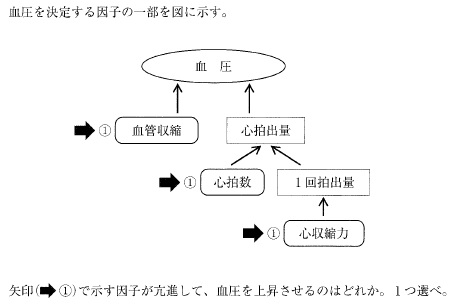 血圧を決定する因子の一部を図に示す。
血 圧
➡ ① 血管収縮
心拍出量
➡ ① 心拍数
1回拍出量
➡ ① 心収縮力
矢印(➡ ①)で示す因子が亢進して、血圧を上昇させるのはどれか。1つ選べ。